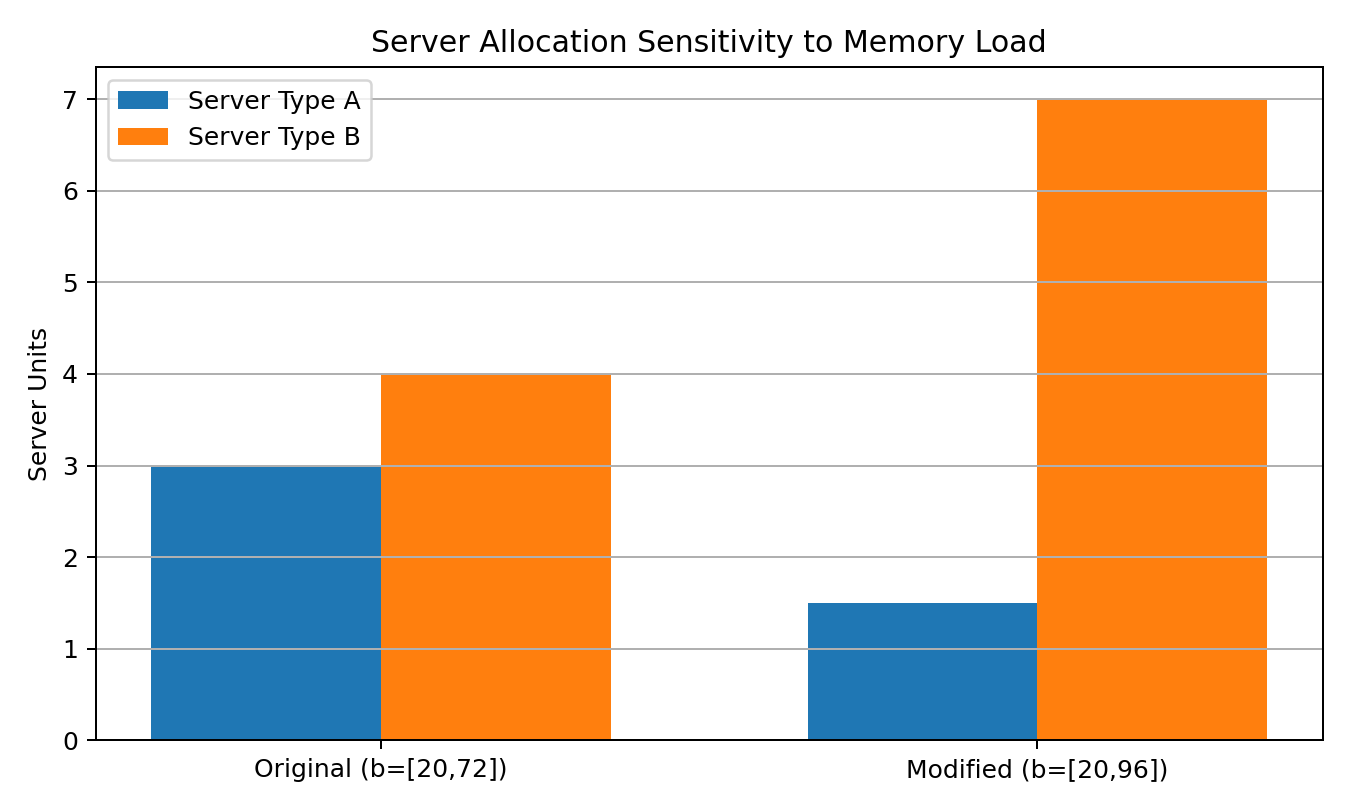 Server Allocation Sensitivity to Memory Load
Server Type A
Server Type B
Server Units
7
6
5
4
3
2
1
0
Original (b=[20,72])
Modified (b=[20,96])